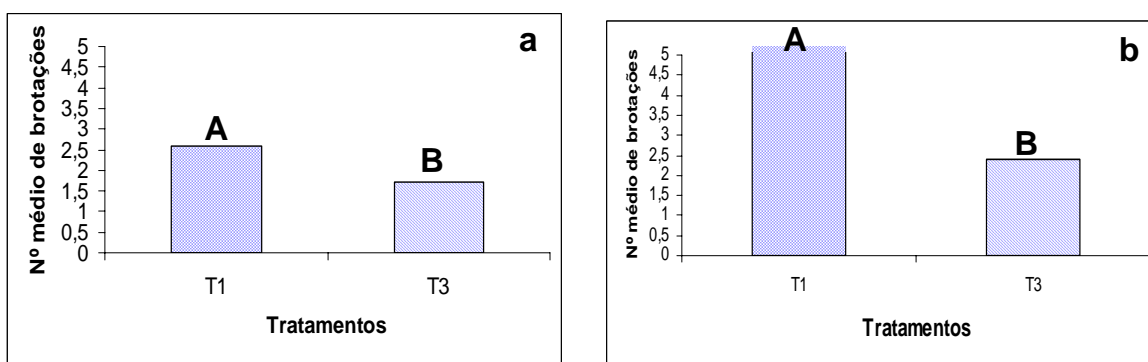 a
Nº médio de brotações
5
4,5
4
3,5
3
2,5
2
1,5
1
0,5
0
A
B
T1
T3
Tratamentos
b
Nº médio de brotações
5
4,5
4
3,5
3
2,5
2
1,5
1
0,5
0
A
B
T1
T3
Tratamentos